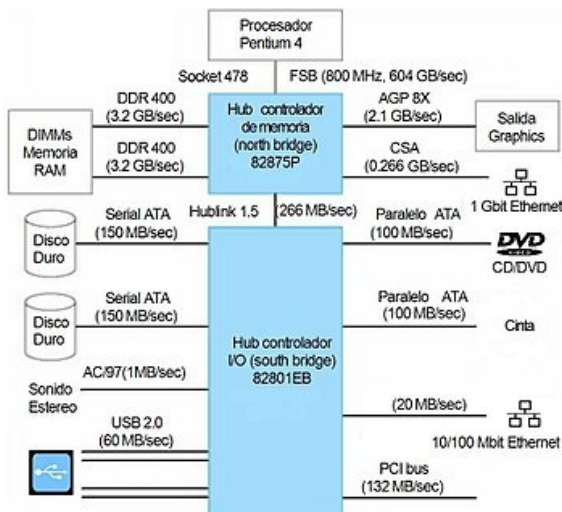 Procesador
Pentium 4
Socket 478
FSB (800 MHz, 604 GB/sec)
DIMMs
Memoria
RAM
DDR 400
(3.2 GB/sec)
DDR 400
(3.2 GB/sec)
Hub controlador
de memoria
(north bridge)
82875P
AGP 8X
(2.1 GB/sec)
CSA
(0.266 GB/sec)
Salida
Graphics
1 Gbit Ethernet
Hublink 1.5
(266 MB/sec)
Disco
Duro
Serial ATA
(150 MB/sec)
Paralelo ATA
(100 MB/sec)
DVD
CD/DVD
Disco
Duro
Serial ATA
(150 MB/sec)
Hub controlador
I/O (south bridge)
82801EB
Paralelo ATA
(100 MB/sec)
Cinta
Sonido
Estereo
AC/97(1MB/sec)
(20 MB/sec)
10/100 Mbit Ethernet
USB 2.0
(60 MB/sec)
PCI bus
(132 MB/sec)